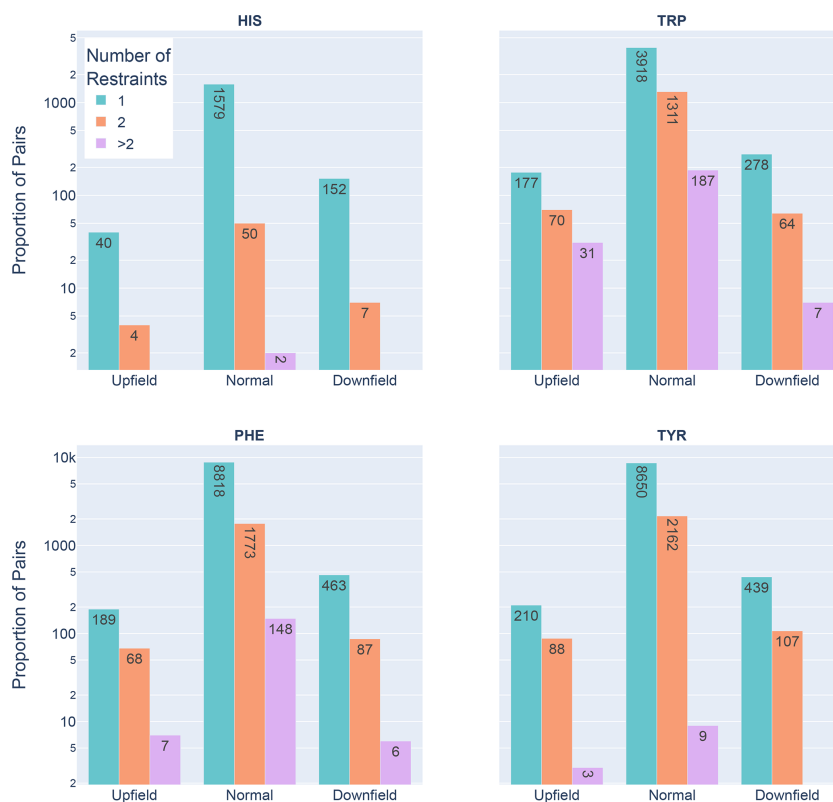 HIS
TRP
Number of
Restraints
1
2
>2
Proportion of Pairs
5
2
1000
5
2
100
5
2
10
5
2
40
4
1579
50
2
152
7
177
70
31
3918
1311
187
278
64
7
Upfield
Normal
Downfield
Upfield
Normal
Downfield
PHE
TYR
Proportion of Pairs
10k
5
2
1000
5
2
100
5
2
10
5
2
189
68
7
8818
1773
148
463
87
6
210
88
3
8650
2162
9
439
107
Upfield
Normal
Downfield
Upfield
Normal
Downfield